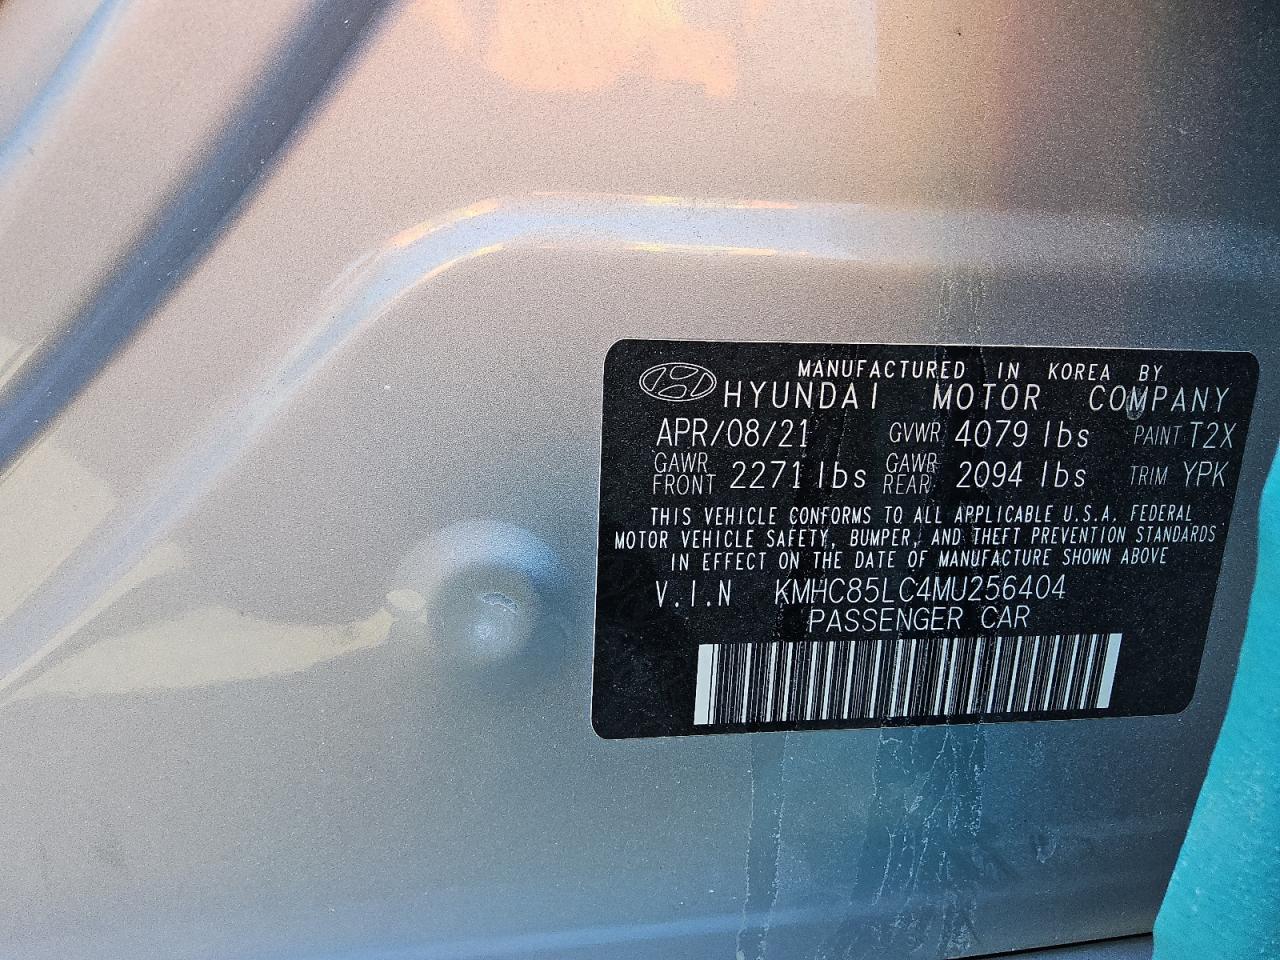 MANUFACTURED IN KOREA BY
HYUNDAI MOTOR COMPANY
APR/08/21 GVWR 4079 lbs PAINT T2X
GAWR FRONT 2271 lbs GAWR REAR 2094 lbs TRIM YPK
THIS VEHICLE CONFORMS TO ALL APPLICABLE U.S.A. FEDERAL
MOTOR VEHICLE SAFETY, BUMPER, AND THEFT PREVENTION STANDARDS
IN EFFECT ON THE DATE OF MANUFACTURE SHOWN ABOVE
V.I.N KMHC85LC4MU256404
PASSENGER CAR